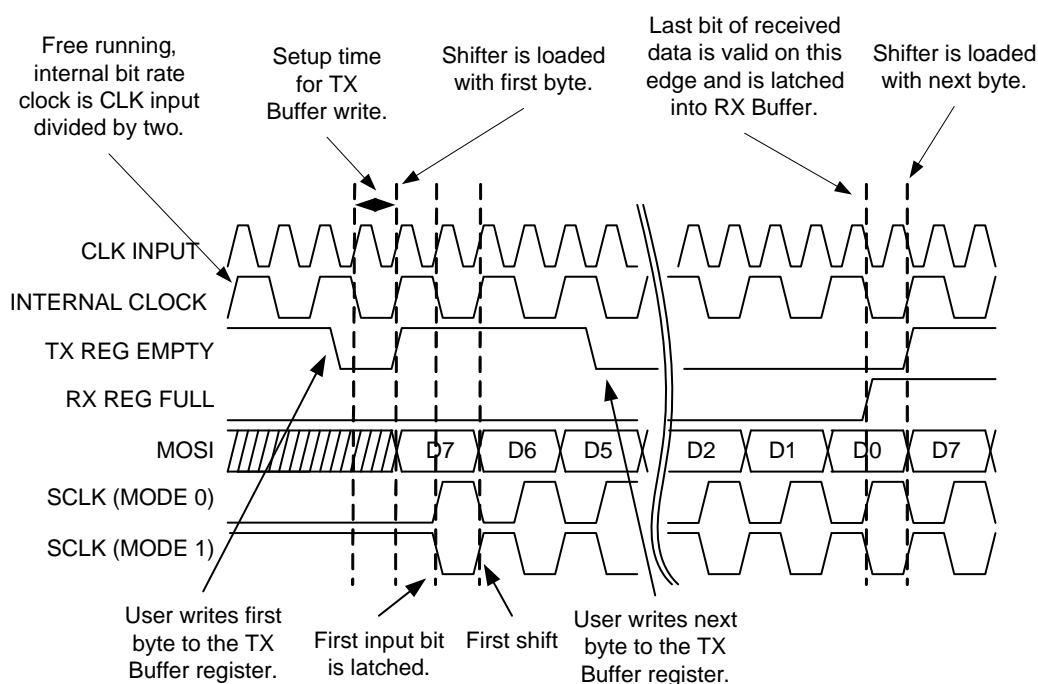 Free running,
internal bit rate
clock is CLK input
divided by two.
Setup time
for TX
Buffer write.
Shifter is loaded
with first byte.
Last bit of received
data is valid on this
edge and is latched
into RX Buffer.
Shifter is loaded
with next byte.
CLK INPUT
INTERNAL CLOCK
TX REG EMPTY
RX REG FULL
MOSI
D7
D6
D5
D2
D1
D0
D7
SCLK (MODE 0)
SCLK (MODE 1)
User writes first
byte to the TX
Buffer register.
First input bit
is latched.
First shift
User writes next
byte to the TX
Buffer register.